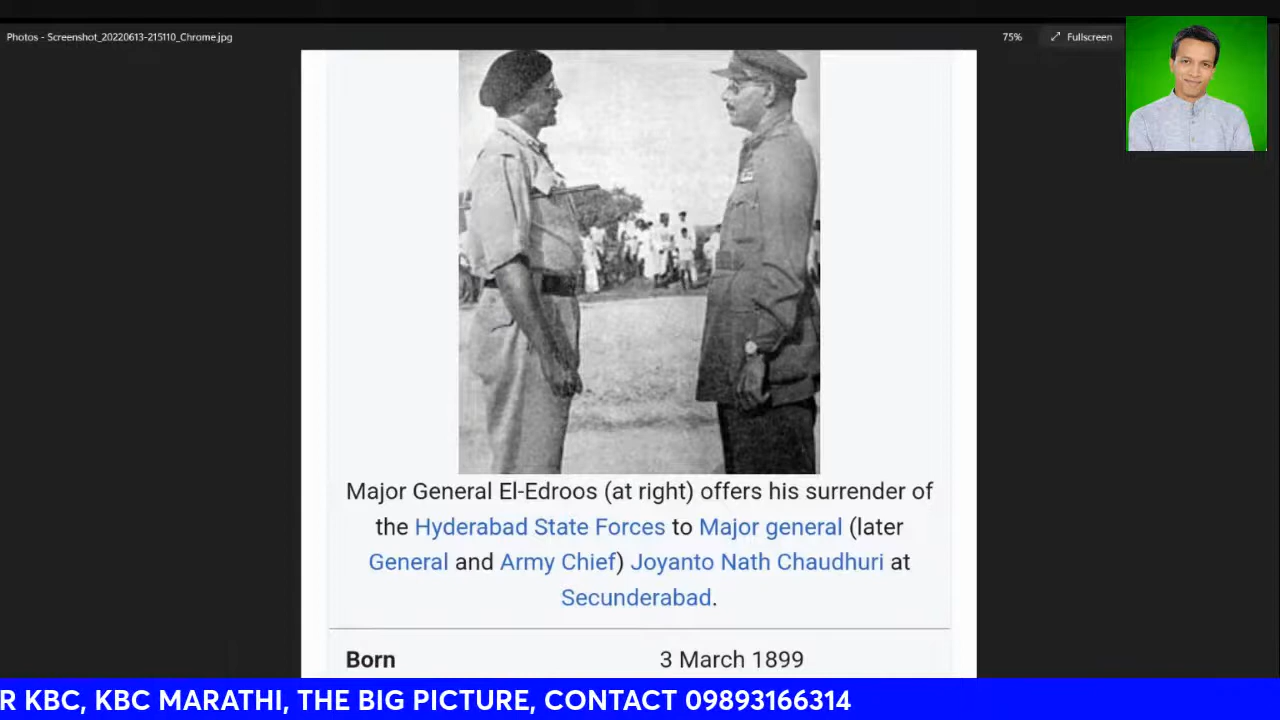 Photos - Screenshot_20220613-215110_Chrome.jpg
75%
Fullscreen
Major General El-Edroos (at right) offers his surrender of
the Hyderabad State Forces to Major general (later
General and Army Chief) Joyanto Nath Chaudhuri at
Secunderabad.
Born 3 March 1899
R KBC, KBC MARATHI, THE BIG PICTURE, CONTACT 09893166314